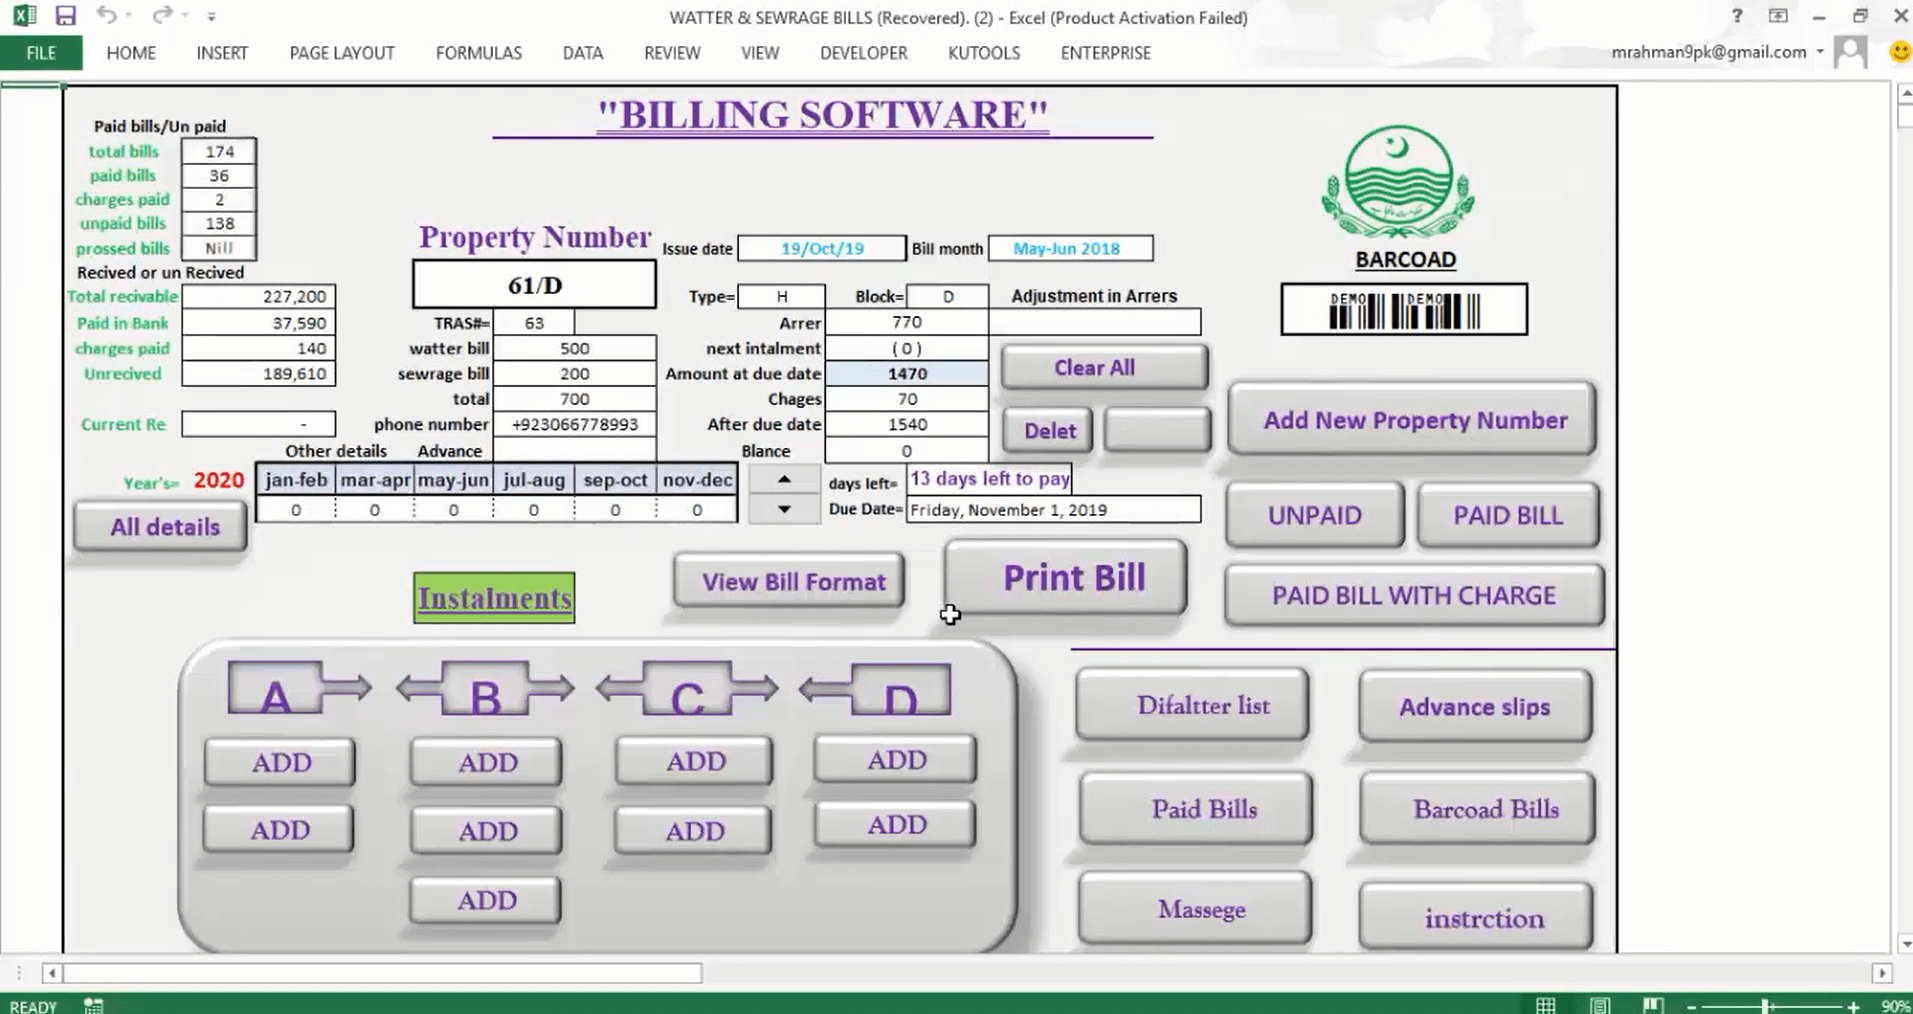 WATTER & SEWRAGE BILLS (Recovered). (2) - Excel (Product Activation Failed)
FILE HOME INSERT PAGE LAYOUT FORMULAS DATA REVIEW VIEW DEVELOPER KUTOOLS ENTERPRISE mrahman9pk@gmail.com
"BILLING SOFTWARE"
Paid bills/Un paid
total bills 174
paid bills 36
charges paid 2
unpaid bills 138
prossed bills Nill
Recived or un Recived
Total recivable 227,200
Paid in Bank 37,590
charges paid 140
Unrecived 189,610
Current Re -
Property Number
61/D
TRAS#= 63
watter bill 500
sewrage bill 200
total 700
phone number +923066778993
Other details Advance
Issue date 19/Oct/19 Bill month May-Jun 2018
Type= H Block= D Adjustment in Arrers
Arrer 770
next intalment ( 0 )
Amount at due date 1470
Chages 70
After due date 1540
Blance 0
Clear All
Delet
BARCOAD
DEMO DEMO
Add New Property Number
Year's= 2020 jan-feb mar-apr may-jun jul-aug sep-oct nov-dec
0 0 0 0 0 0
days left= 13 days left to pay
Due Date= Friday, November 1, 2019
All details
UNPAID PAID BILL
Instalments
View Bill Format Print Bill
PAID BILL WITH CHARGE
A B C D
ADD ADD ADD ADD
ADD ADD ADD ADD
ADD
Difaltter list Advance slips
Paid Bills Barcoad Bills
Massege instrction
READY 90%